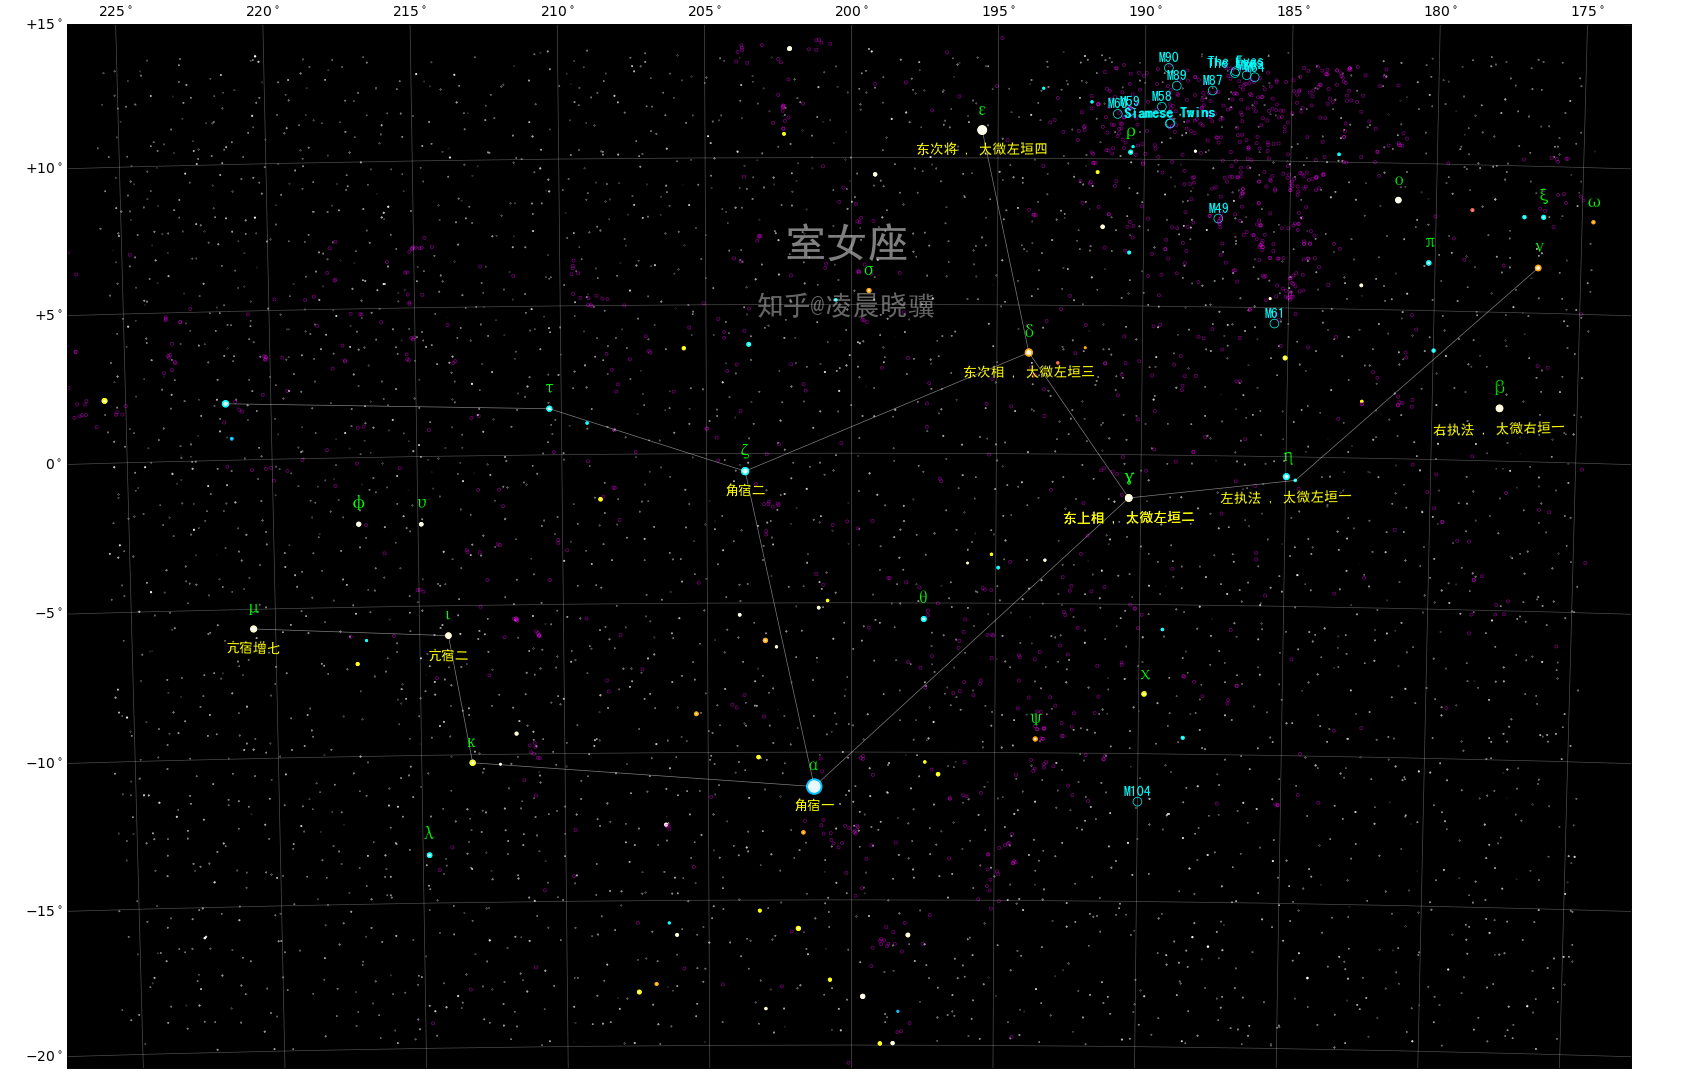 225° 220° 215° 210° 205° 200° 195° 190° 185° 180° 175°
+15°
M90
The Eyes
M89
M87
M58
M59
Siamese Twins
ε
ρ
东次将 , 太微左垣四
+10°
ο
ξ
ω
M49
室女座
π
ν
σ
知乎@凌晨晓骥
+5°
M61
δ
东次相 , 太微左垣三
τ
β
右执法 , 太微右垣一
ζ
η
0°
γ
角宿二
左执法 , 太微左垣一
φ
υ
东上相 , 太微左垣二
θ
μ
ι
−5°
亢宿增七
亢宿二
χ
ψ
κ
α
−10°
M104
角宿一
λ
−15°
−20°